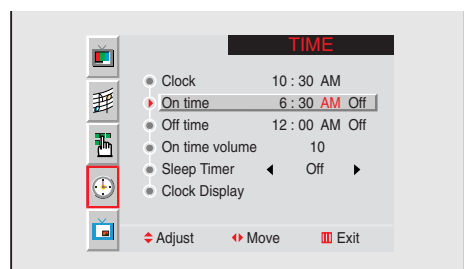 TIME
Clock 10 : 30 AM
On time 6 : 30 AM Off
Off time 12 : 00 AM Off
On time volume 10
Sleep Timer Off
Clock Display
Adjust Move Exit